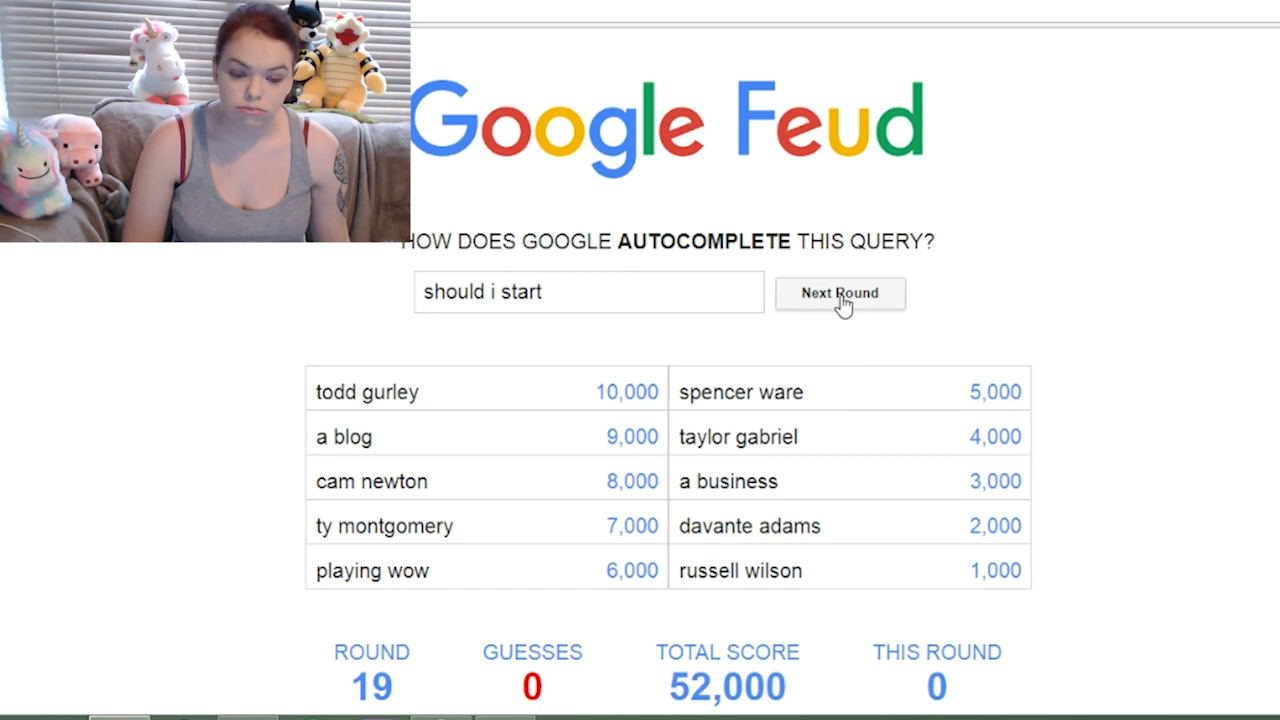 Google Feud
HOW DOES GOOGLE AUTOCOMPLETE THIS QUERY?
should i start
Next Round
todd gurley 10,000 spencer ware 5,000
a blog 9,000 taylor gabriel 4,000
cam newton 8,000 a business 3,000
ty montgomery 7,000 davante adams 2,000
playing wow 6,000 russell wilson 1,000
ROUND GUESSES TOTAL SCORE THIS ROUND
19 0 52,000 0